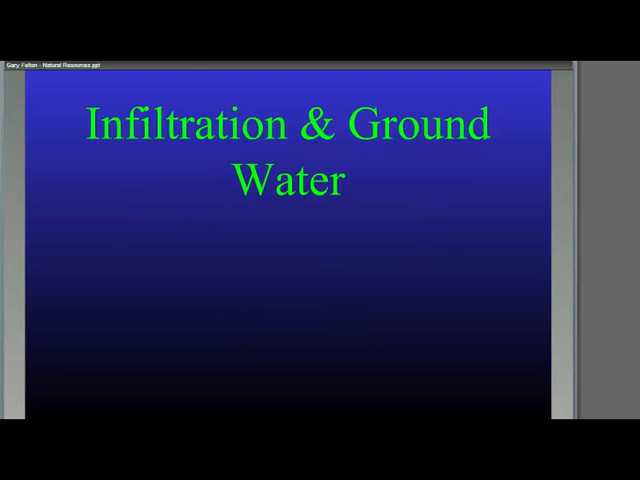 Gary Felton - Natural Resources.ppt
Infiltration & Ground
Water